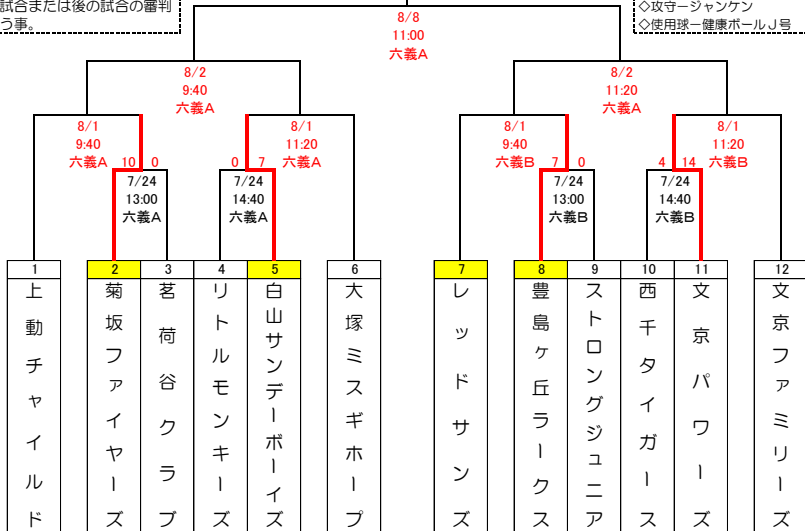 試合または後の試合の審判
う事。
◇攻守ージャンケン
◇使用球ー健康ボールJ号
8/8
11:00
六義A
8/2
9:40
六義A
8/2
11:20
六義A
8/1
9:40
六義A
8/1
11:20
六義A
8/1
9:40
六義B
8/1
11:20
六義B
10 0
0 7
7 0
4 14
7/24
13:00
六義A
7/24
14:40
六義A
7/24
13:00
六義B
7/24
14:40
六義B
1
上動チャイルド
2
菊坂ファイヤーズ
3
茗荷谷クラブ
4
リトルモンキーズ
5
白山サンデーボーイズ
6
大塚ミスギホープ
7
レッドサンズ
8
豊島ヶ丘ラークス
9
ストロングジュニア
10
西千タイガース
11
文京パワーズ
12
文京ファミリーズ